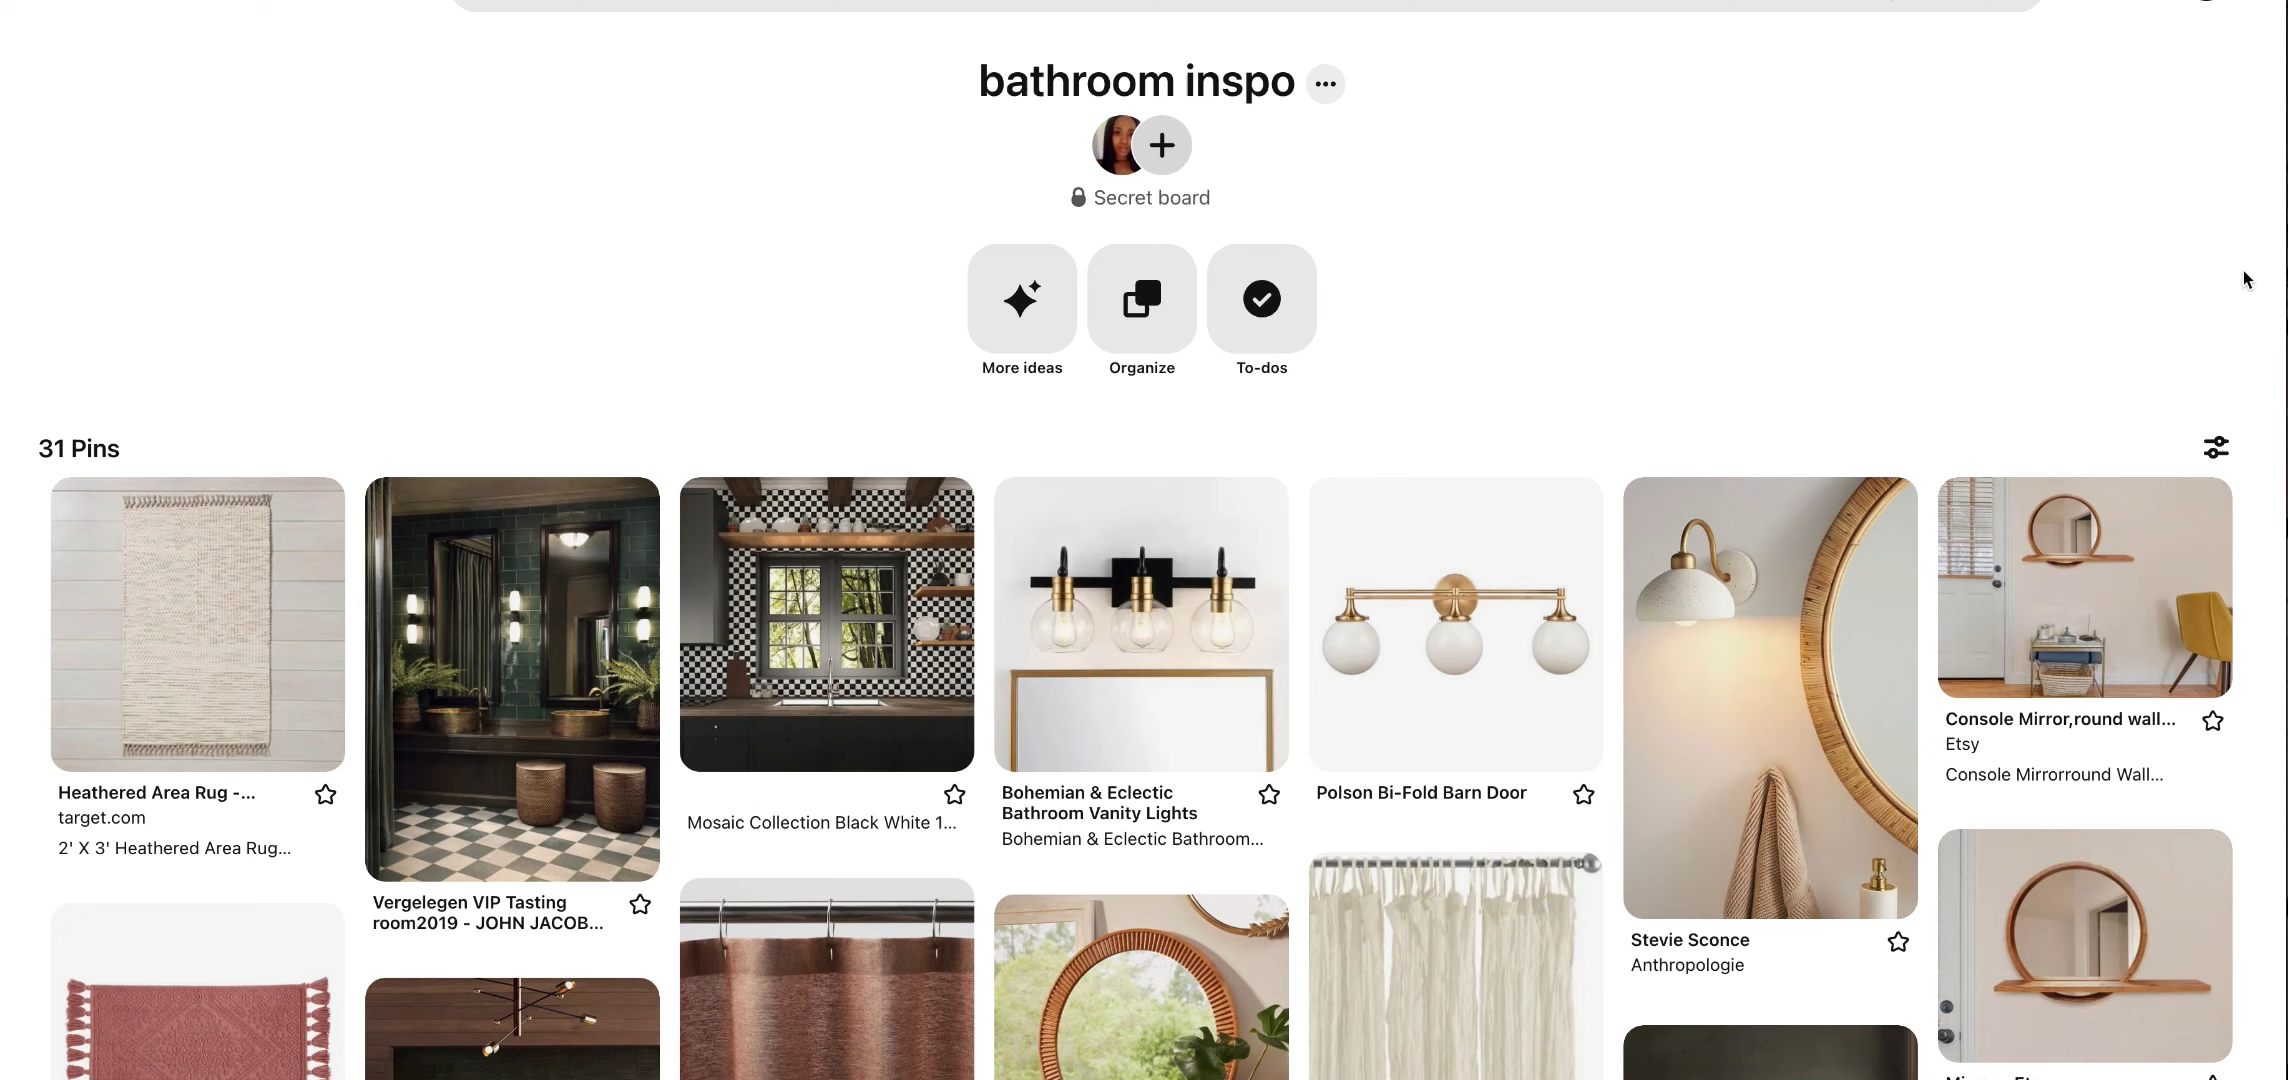 bathroom inspo
Secret board
More ideas
Organize
To-dos
31 Pins
Heathered Area Rug -...
target.com
2' X 3' Heathered Area Rug...
Vergelegen VIP Tasting
room2019 - JOHN JACOB...
Mosaic Collection Black White 1...
Bohemian & Eclectic
Bathroom Vanity Lights
Bohemian & Eclectic Bathroom...
Polson Bi-Fold Barn Door
Stevie Sconce
Anthropologie
Console Mirror,round wall...
Etsy
Console Mirrorround Wall...